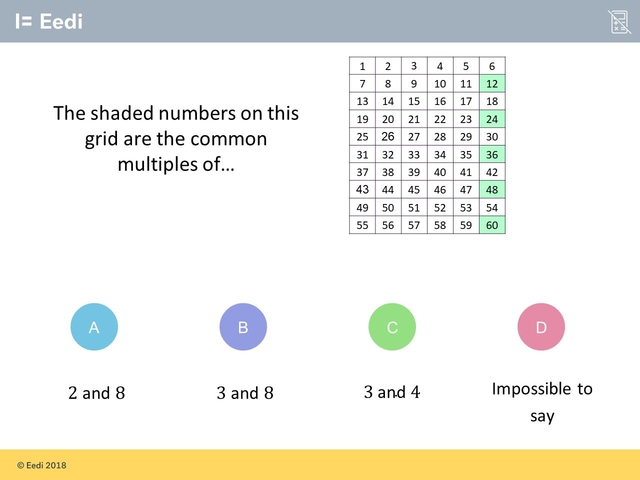 I= Eedi
The shaded numbers on this
grid are the common
multiples of...
1 2 3 4 5 6
7 8 9 10 11 12
13 14 15 16 17 18
19 20 21 22 23 24
25 26 27 28 29 30
31 32 33 34 35 36
37 38 39 40 41 42
43 44 45 46 47 48
49 50 51 52 53 54
55 56 57 58 59 60
A B C D
2 and 8 3 and 8 3 and 4 Impossible to
say
© Eedi 2018